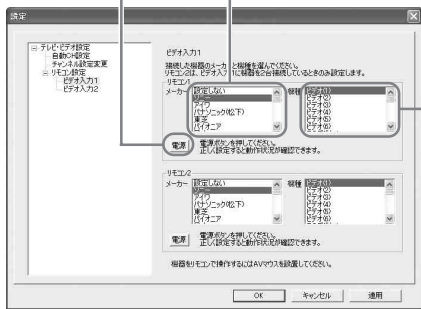 設定
テレビ・ビデオ設定
自動CH設定
チャンネル設定変更
リモコン設定
ビデオ入力1
ビデオ入力2
ビデオ入力1
接続した機器のメーカーと機種を選んでください。
リモコン2は、ビデオ入力1に機器を2台接続しているときのみ設定します。
リモコン1
メーカー
設定しない
ソニー
アイワ
パナソニック(松下)
東芝
パイオニア
機種
ビデオ(1)
ビデオ(2)
ビデオ(3)
ビデオ(4)
ビデオ(5)
ビデオ(6)
電源
電源ボタンを押してください。
正しく設定すると動作状況が確認できます。
リモコン2
メーカー
設定しない
ソニー
アイワ
パナソニック(松下)
東芝
パイオニア
機種
ビデオ(1)
ビデオ(2)
ビデオ(3)
ビデオ(4)
ビデオ(5)
ビデオ(6)
電源
電源ボタンを押してください。
正しく設定すると動作状況が確認できます。
機器をリモコンで操作するにはAVマウスを設置してください。
OK
キャンセル
適用